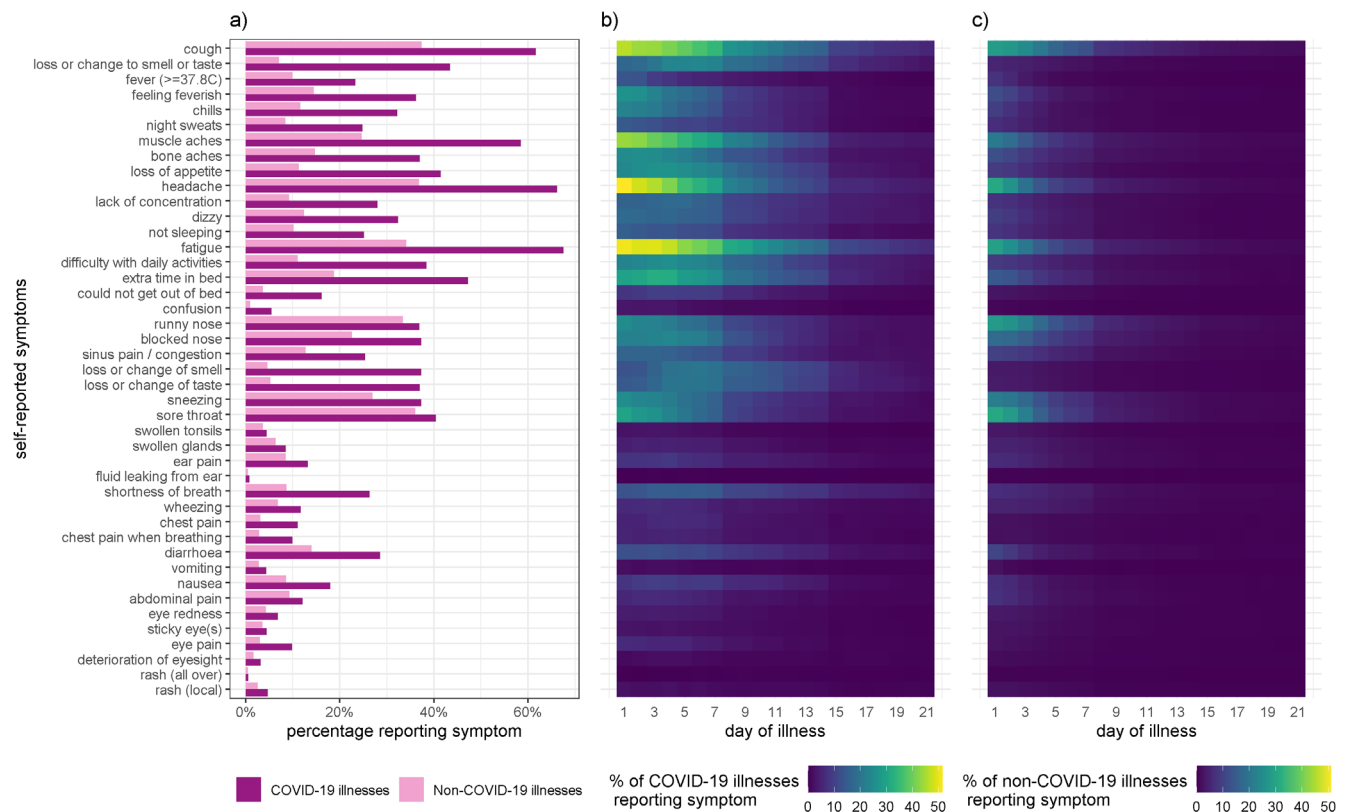 a)
b)
c)
self-reported symptoms
cough
loss or change to smell or taste
fever (>=37.8C)
feeling feverish
chills
night sweats
muscle aches
bone aches
loss of appetite
headache
lack of concentration
dizzy
not sleeping
fatigue
difficulty with daily activities
extra time in bed
could not get out of bed
confusion
runny nose
blocked nose
sinus pain / congestion
loss or change of smell
loss or change of taste
sneezing
sore throat
swollen tonsils
swollen glands
ear pain
fluid leaking from ear
shortness of breath
wheezing
chest pain
chest pain when breathing
diarrhoea
vomiting
nausea
abdominal pain
eye redness
sticky eye(s)
eye pain
deterioration of eyesight
rash (all over)
rash (local)
0% 20% 40% 60%
percentage reporting symptom
1 3 5 7 9 11 13 15 17 19 21
day of illness
1 3 5 7 9 11 13 15 17 19 21
day of illness
COVID-19 illnesses
Non-COVID-19 illnesses
% of COVID-19 illnesses
reporting symptom
0 10 20 30 40 50
% of non-COVID-19 illnesses
reporting symptom
0 10 20 30 40 50